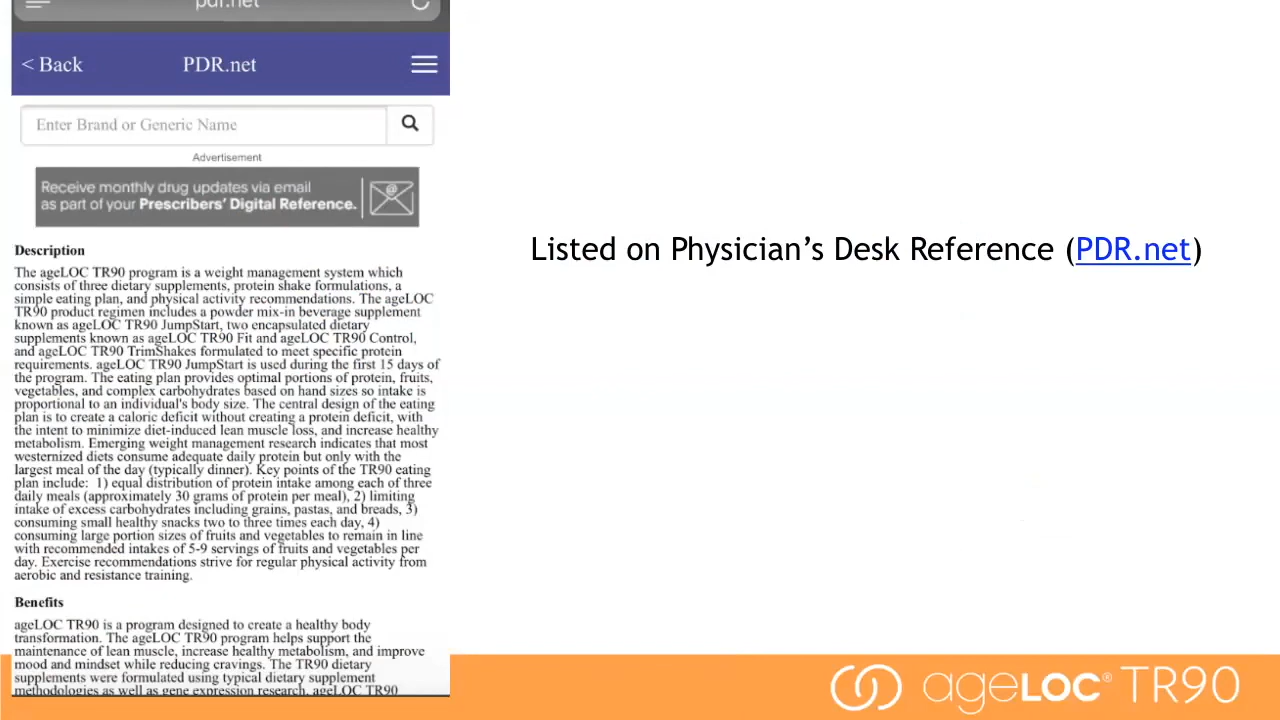 pdr.net
< Back
PDR.net
Enter Brand or Generic Name
Advertisement
Receive monthly drug updates via email
as part of your Prescribers' Digital Reference.
@
Description
The ageLOC TR90 program is a weight management system which
consists of three dietary supplements, protein shake formulations, a
simple eating plan, and physical activity recommendations. The ageLOC
TR90 product regimen includes a powder mix-in beverage supplement
known as ageLOC TR90 JumpStart, two encapsulated dietary
supplements known as ageLOC TR90 Fit and ageLOC TR90 Control,
and ageLOC TR90 TrimShakes formulated to meet specific protein
requirements. ageLOC TR90 JumpStart is used during the first 15 days of
the program. The eating plan provides optimal portions of protein, fruits,
vegetables, and complex carbohydrates based on hand sizes so intake is
proportional to an individual's body size. The central design of the eating
plan is to create a caloric deficit without creating a protein deficit, with
the intent to minimize diet-induced lean muscle loss, and increase healthy
metabolism. Emerging weight management research indicates that most
westernized diets consume adequate daily protein but only with the
largest meal of the day (typically dinner). Key points of the TR90 eating
plan include:  1) equal distribution of protein intake among each of three
daily meals (approximately 30 grams of protein per meal), 2) limiting
intake of excess carbohydrates including grains, pastas, and breads, 3)
consuming small healthy snacks two to three times each day, 4)
consuming large portion sizes of fruits and vegetables to remain in line
with recommended intakes of 5-9 servings of fruits and vegetables per
day. Exercise recommendations strive for regular physical activity from
aerobic and resistance training.
Benefits
ageLOC TR90 is a program designed to create a healthy body
transformation. The ageLOC TR90 program helps support the
maintenance of lean muscle, increase healthy metabolism, and improve
mood and mindset while reducing cravings. The TR90 dietary
supplements were formulated using typical dietary supplement
methodologies as well as gene expression research. ageLOC TR90
Listed on Physician’s Desk Reference (PDR.net)
ageLOC® TR90